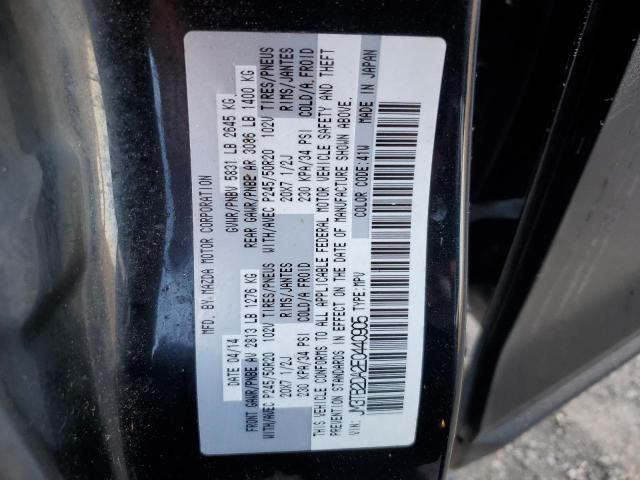 MFD. BY MAZDA MOTOR CORPORATION
DATE 04/14 GVWR/PNBV 5831 LB 2645 KG
FRONT GAWR/PNBE AV 2813 LB 1276 KG REAR GAWR/PNBE AR 3086 LB 1400 KG
WITH/AVEC P245/50R20 102V TIRES/PNEUS WITH/AVEC P245/50R20 102V TIRES/PNEUS
20X7 1/2J RIMS/JANTES 20X7 1/2J RIMS/JANTES
230 KPA/34 PSI COLD/A FROID 230 KPA/34 PSI COLD/A FROID
THIS VEHICLE CONFORMS TO ALL APPLICABLE FEDERAL MOTOR VEHICLE SAFETY AND THEFT
PREVENTION STANDARDS IN EFFECT ON THE DATE OF MANUFACTURE SHOWN ABOVE.
VIN: JM3TB2DA2E0440905 TYPE:MPV COLOR CODE:41W MADE IN JAPAN